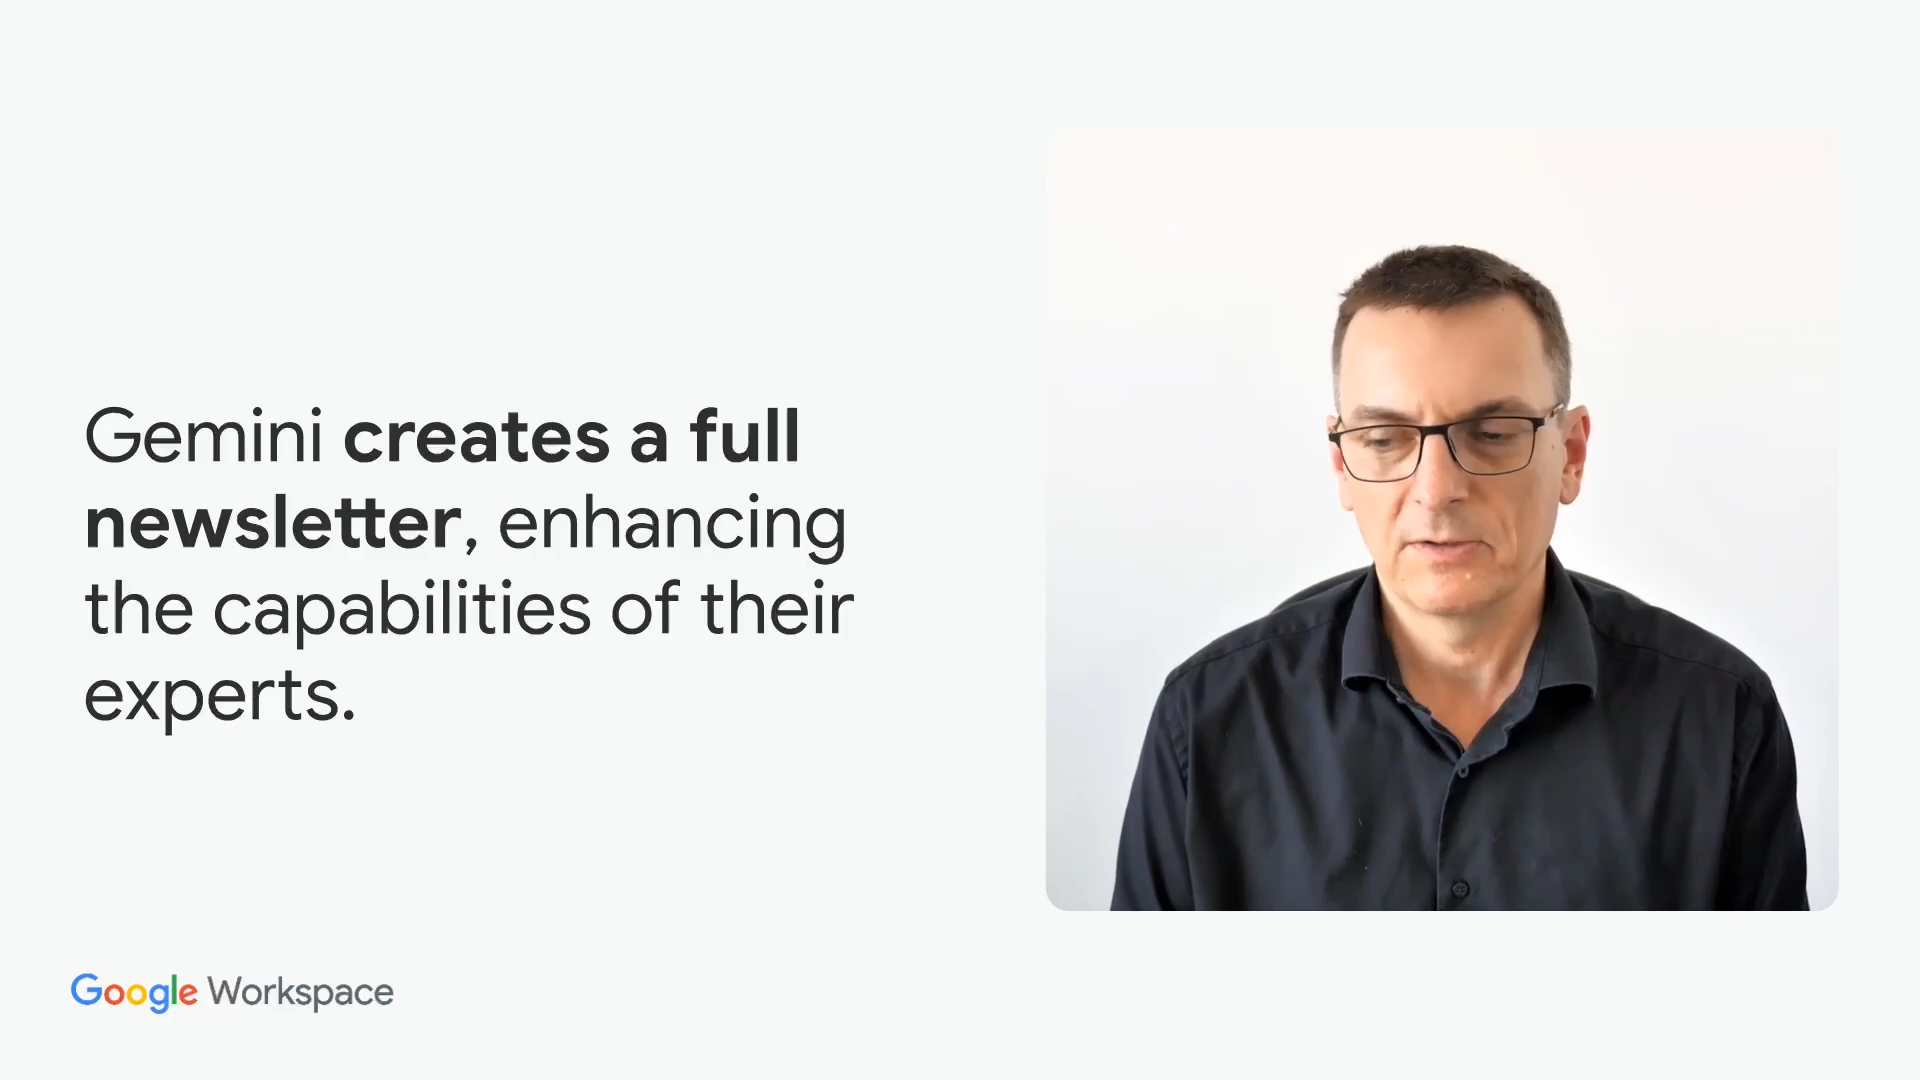 Gemini creates a full
newsletter, enhancing
the capabilities of their
experts.
Google Workspace